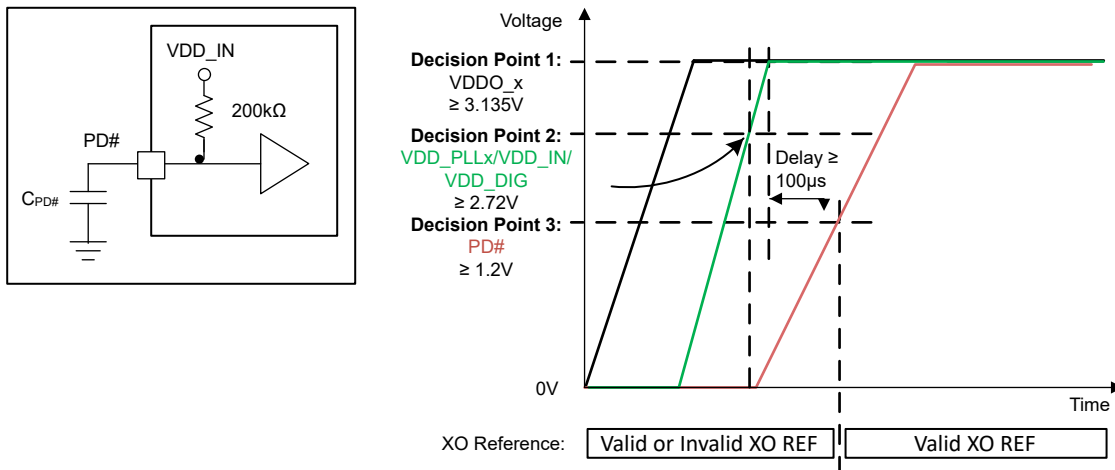 VDD_IN
200kΩ
PD#
CPD#
Voltage
Decision Point 1:
VDDO_x
≥ 3.135V
Decision Point 2:
VDD_PLLx/VDD_IN/
VDD_DIG
≥ 2.72V
Decision Point 3:
PD#
≥ 1.2V
Delay ≥
100µs
0V
Time
XO Reference:
Valid or Invalid XO REF
Valid XO REF